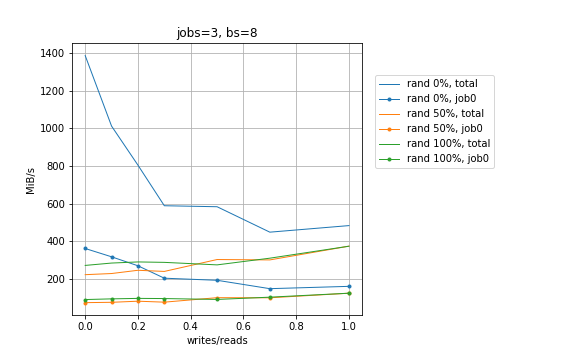 jobs=3, bs=8
MiB/s
1400
1200
1000
800
600
400
200
0.0 0.2 0.4 0.6 0.8 1.0
writes/reads
rand 0%, total
rand 0%, job0
rand 50%, total
rand 50%, job0
rand 100%, total
rand 100%, job0